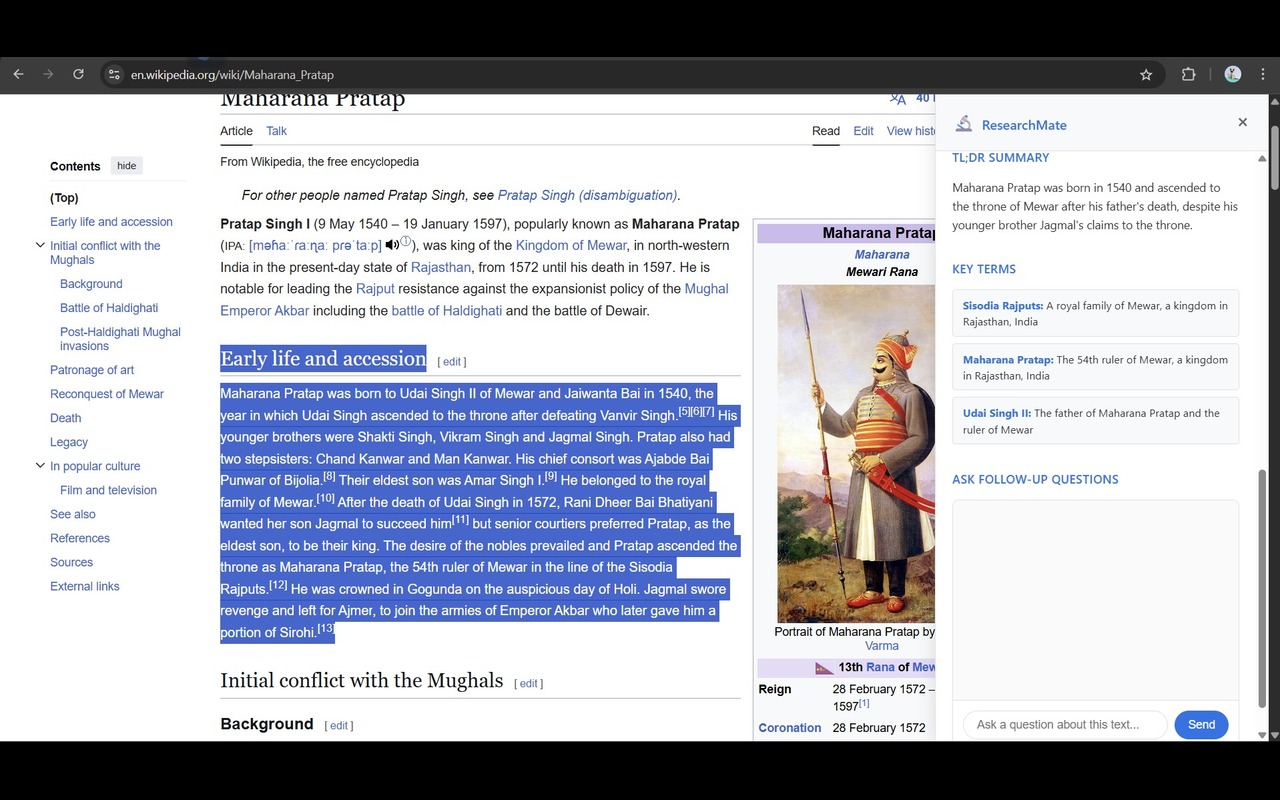 en.wikipedia.org/wiki/Maharana_Pratap
Maharana Pratap
40
Article Talk
Read Edit View hist
From Wikipedia, the free encyclopedia
For other people named Pratap Singh, see Pratap Singh (disambiguation).
Pratap Singh I (9 May 1540 – 19 January 1597), popularly known as Maharana Pratap
(IPA: [məɦaːˈraːɳaː prəˈtaːp] ⓘ), was king of the Kingdom of Mewar, in north-western
India in the present-day state of Rajasthan, from 1572 until his death in 1597. He is
notable for leading the Rajput resistance against the expansionist policy of the Mughal
Emperor Akbar including the battle of Haldighati and the battle of Dewair.
Early life and accession [ edit ]
Maharana Pratap was born to Udai Singh II of Mewar and Jaiwanta Bai in 1540, the
year in which Udai Singh ascended to the throne after defeating Vanvir Singh.[5][6][7] His
younger brothers were Shakti Singh, Vikram Singh and Jagmal Singh. Pratap also had
two stepsisters: Chand Kanwar and Man Kanwar. His chief consort was Ajabde Bai
Punwar of Bijolia.[8] Their eldest son was Amar Singh I.[9] He belonged to the royal
family of Mewar.[10] After the death of Udai Singh in 1572, Rani Dheer Bai Bhatiyani
wanted her son Jagmal to succeed him[11] but senior courtiers preferred Pratap, as the
eldest son, to be their king. The desire of the nobles prevailed and Pratap ascended the
throne as Maharana Pratap, the 54th ruler of Mewar in the line of the Sisodia
Rajputs.[12] He was crowned in Gogunda on the auspicious day of Holi. Jagmal swore
revenge and left for Ajmer, to join the armies of Emperor Akbar who later gave him a
portion of Sirohi.[13]
Initial conflict with the Mughals [ edit ]
Background [ edit ]
Contents hide
(Top)
Early life and accession
Initial conflict with the
Mughals
Background
Battle of Haldighati
Post-Haldighati Mughal
invasions
Patronage of art
Reconquest of Mewar
Death
Legacy
In popular culture
Film and television
See also
References
Sources
External links
Maharana Pratap
Maharana
Mewari Rana
Portrait of Maharana Pratap by
Varma
13th Rana of Mew
Reign 28 February 1572 –
1597[1]
Coronation 28 February 1572
ResearchMate
TL;DR SUMMARY
Maharana Pratap was born in 1540 and ascended to
the throne of Mewar after his father's death, despite his
younger brother Jagmal's claims to the throne.
KEY TERMS
Sisodia Rajputs: A royal family of Mewar, a kingdom in
Rajasthan, India
Maharana Pratap: The 54th ruler of Mewar, a kingdom
in Rajasthan, India
Udai Singh II: The father of Maharana Pratap and the
ruler of Mewar
ASK FOLLOW-UP QUESTIONS
Ask a question about this text...
Send